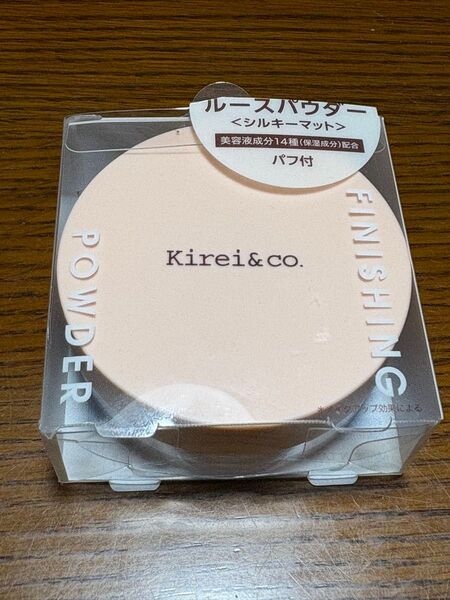 ルースパウダー
<シルキーマット>
美容液成分14種(保湿成分)配合
パフ付
FINISHING
POWDER
Kirei&co.